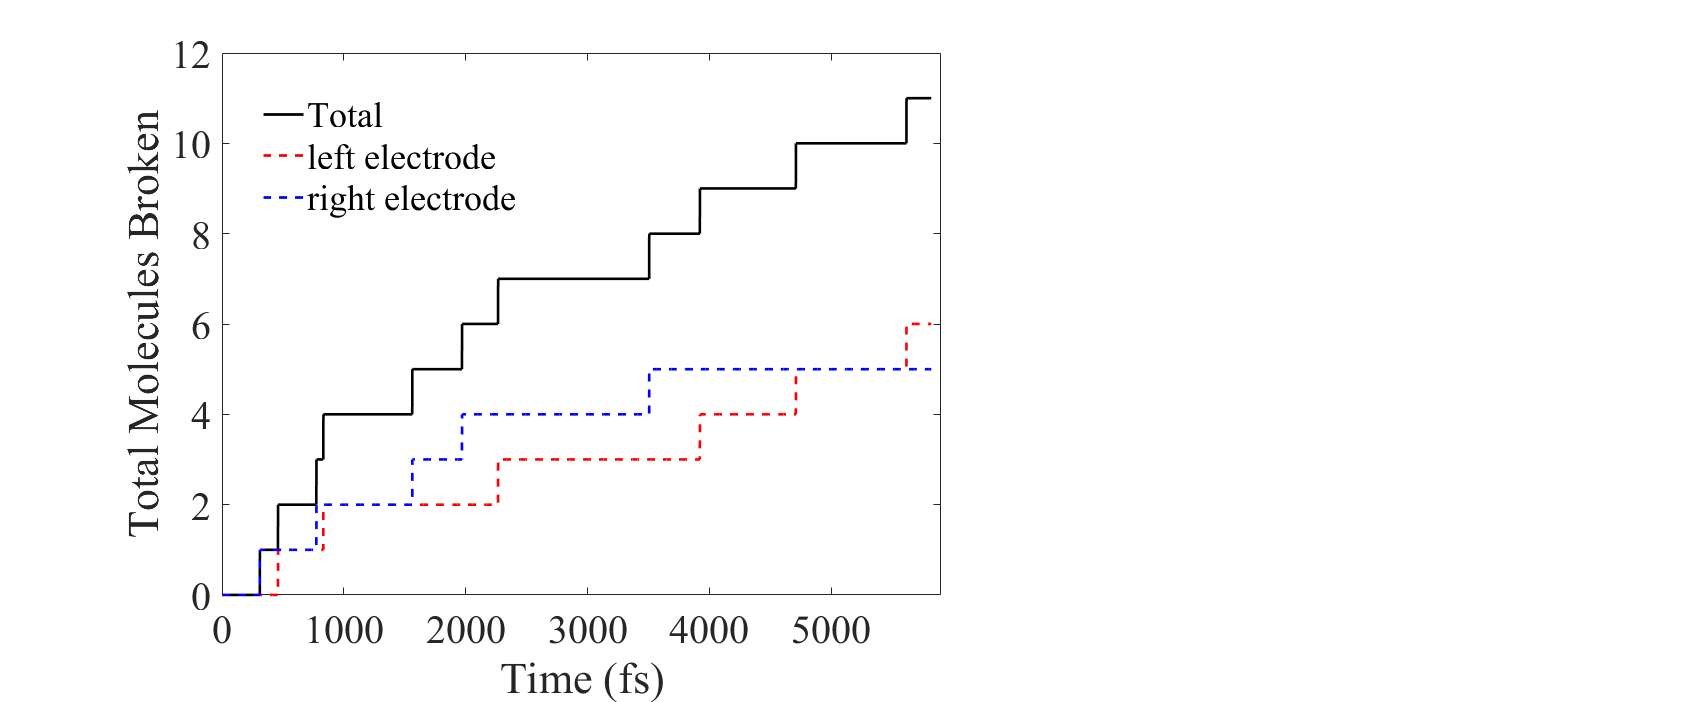 12
10
8
6
4
2
0
Total Molecules Broken
Total
left electrode
right electrode
0 1000 2000 3000 4000 5000
Time (fs)